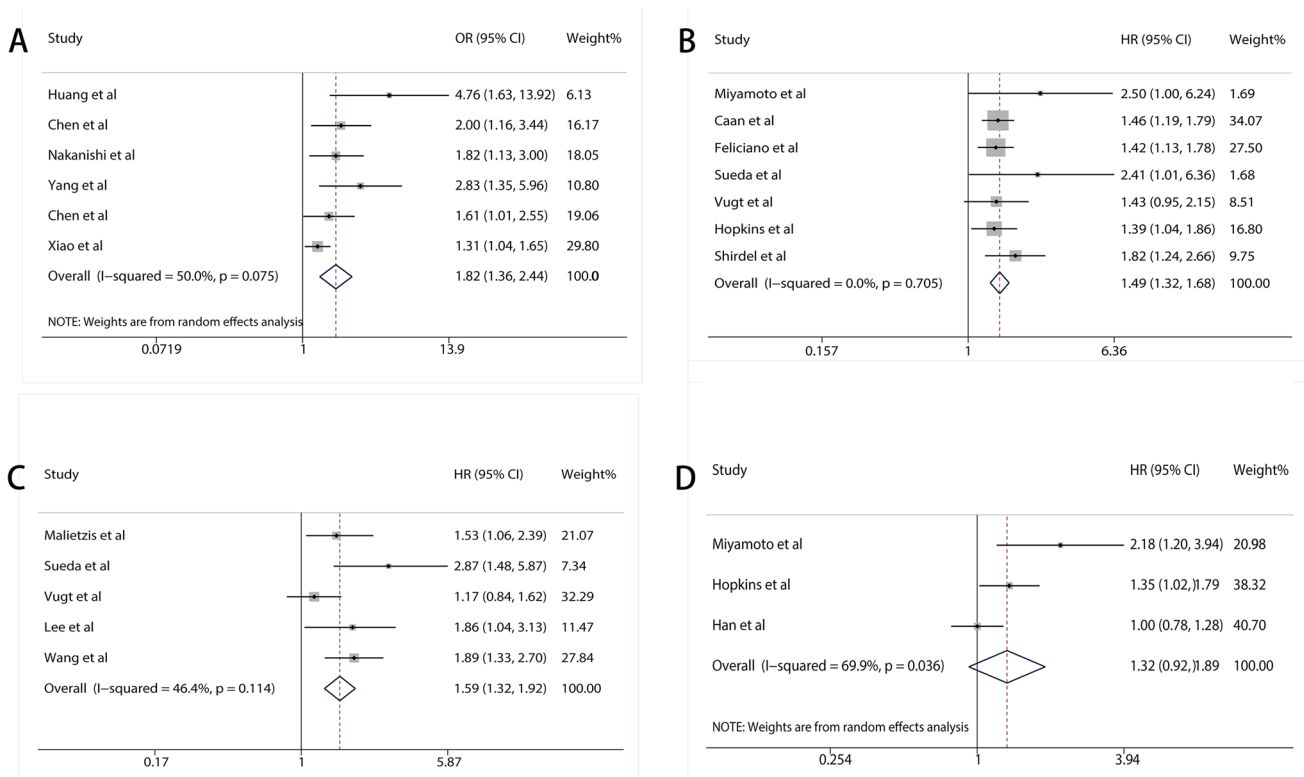 A
Study OR (95% CI) Weight%
Huang et al 4.76 (1.63, 13.92) 6.13
Chen et al 2.00 (1.16, 3.44) 16.17
Nakanishi et al 1.82 (1.13, 3.00) 18.05
Yang et al 2.83 (1.35, 5.96) 10.80
Chen et al 1.61 (1.01, 2.55) 19.06
Xiao et al 1.31 (1.04, 1.65) 29.80
Overall (I−squared = 50.0%, p = 0.075) 1.82 (1.36, 2.44) 100.0
NOTE: Weights are from random effects analysis
0.0719 1 13.9
B
Study HR (95% CI) Weight%
Miyamoto et al 2.50 (1.00, 6.24) 1.69
Caan et al 1.46 (1.19, 1.79) 34.07
Feliciano et al 1.42 (1.13, 1.78) 27.50
Sueda et al 2.41 (1.01, 6.36) 1.68
Vugt et al 1.43 (0.95, 2.15) 8.51
Hopkins et al 1.39 (1.04, 1.86) 16.80
Shirdel et al 1.82 (1.24, 2.66) 9.75
Overall (I−squared = 0.0%, p = 0.705) 1.49 (1.32, 1.68) 100.00
0.157 1 6.36
C
Study HR (95% CI) Weight%
Malietzis et al 1.53 (1.06, 2.39) 21.07
Sueda et al 2.87 (1.48, 5.87) 7.34
Vugt et al 1.17 (0.84, 1.62) 32.29
Lee et al 1.86 (1.04, 3.13) 11.47
Wang et al 1.89 (1.33, 2.70) 27.84
Overall (I−squared = 46.4%, p = 0.114) 1.59 (1.32, 1.92) 100.00
0.17 1 5.87
D
Study HR (95% CI) Weight%
Miyamoto et al 2.18 (1.20, 3.94) 20.98
Hopkins et al 1.35 (1.02,)1.79 38.32
Han et al 1.00 (0.78, 1.28) 40.70
Overall (I−squared = 69.9%, p = 0.036) 1.32 (0.92,)1.89 100.00
NOTE: Weights are from random effects analysis
0.254 1 3.94